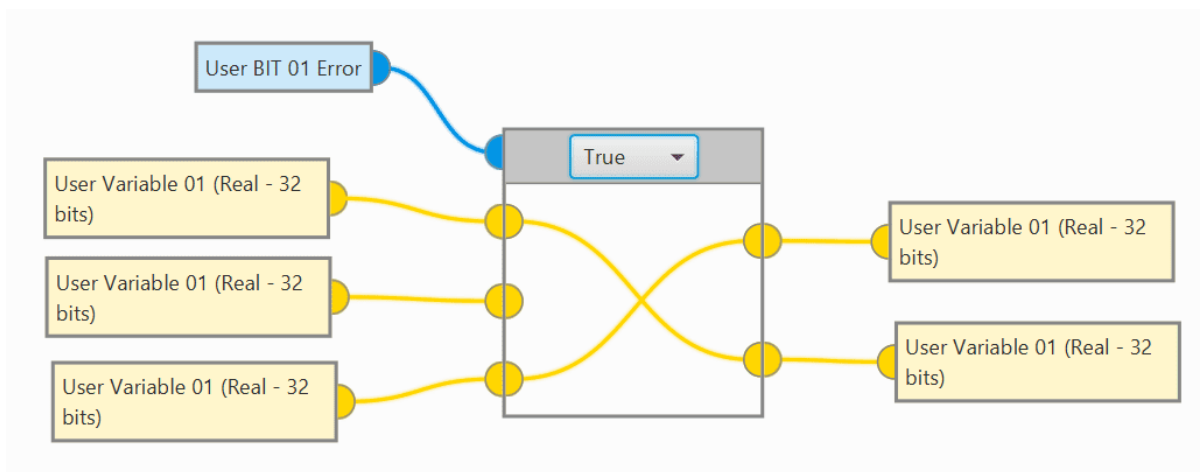 User BIT 01 Error
True
User Variable 01 (Real - 32
bits)
User Variable 01 (Real - 32
bits)
User Variable 01 (Real - 32
bits)
User Variable 01 (Real - 32
bits)
User Variable 01 (Real - 32
bits)